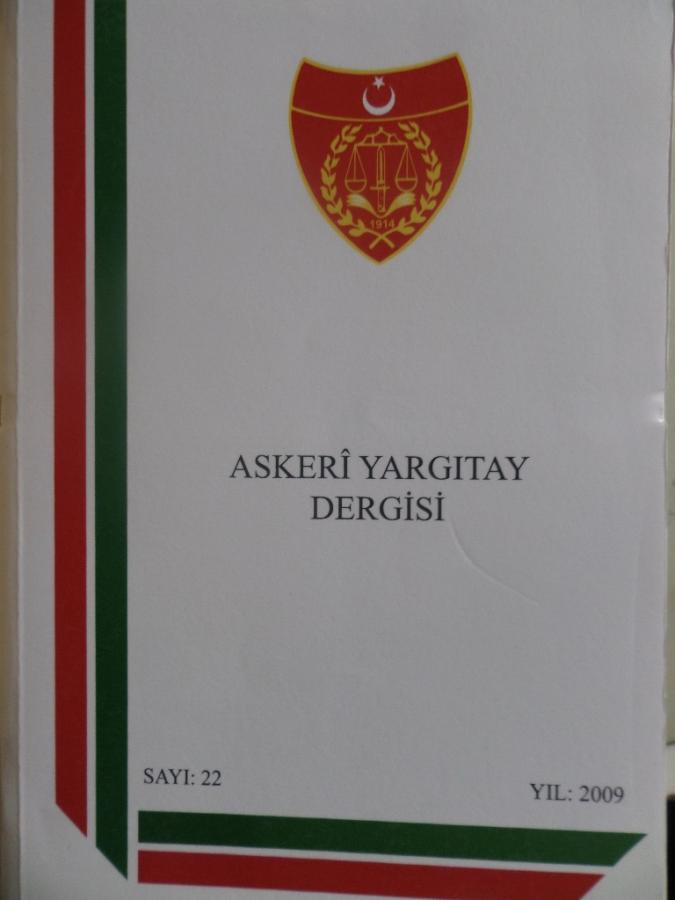 1914
ASKERÎ YARGITAY
DERGİSİ
SAYI: 22
YIL: 2009